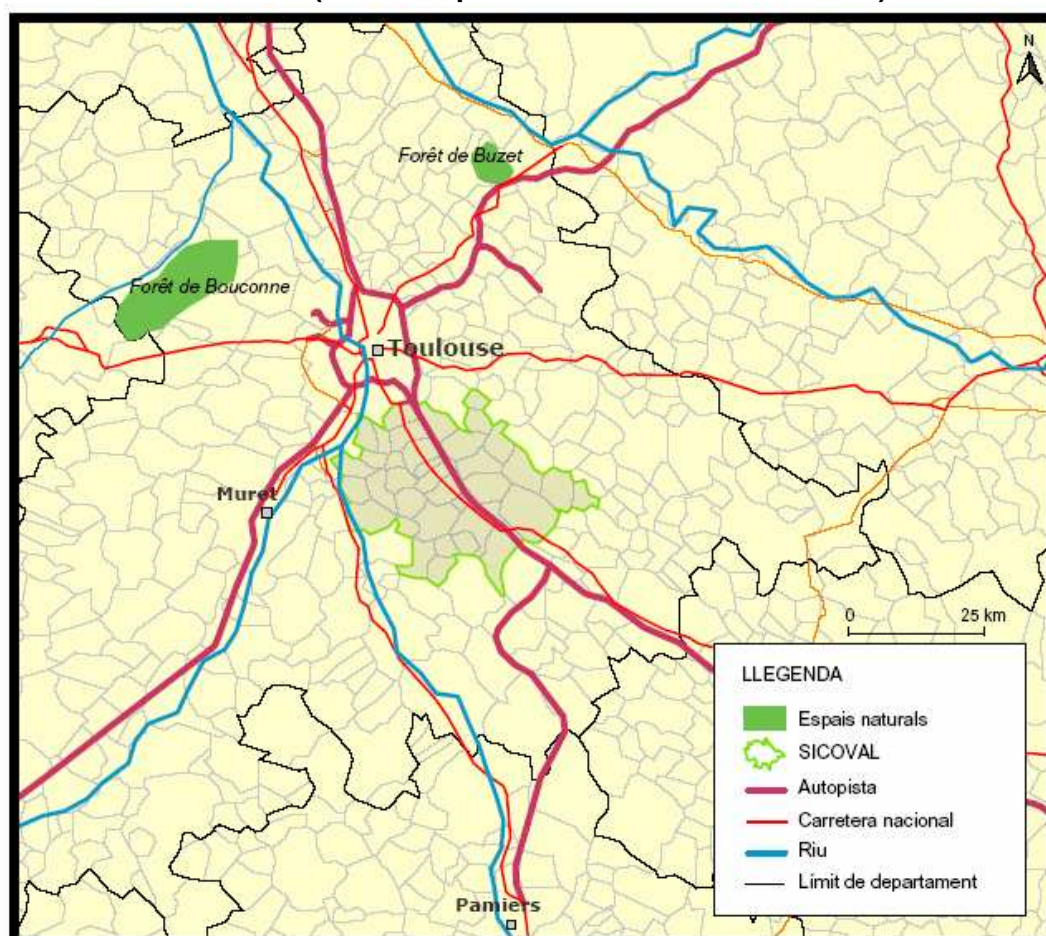 N
Forêt de Buzet
Forêt de Bouconne
Toulouse
Muret
0 25 km
LLEGENDA
Espais naturals
SICOVAL
Autopista
Carretera nacional
Riu
Límit de departament
Pamiers